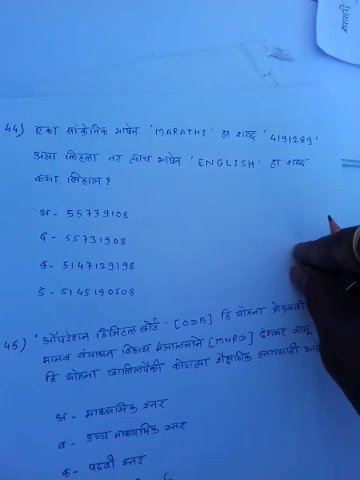 44) एका सांकेतिक भाषेत 'MARATHI' हा शब्द '4191289'
असा लिहिला तर त्याच भाषेत 'ENGLISH' हा शब्द
कसा लिहाल ?
अ - 55739108
ब - 55731908
क - 5147129198
ड - 5145190508
45) 'ऑपरेशन डिजिटल बोर्ड' [ODB] हि योजना
मानव संसाधन विकास मंत्रालयाने [MHRD] देशभर लागू
हि योजना खालीलपैकी कोणत्या शैक्षणिक स्तरासाठी
अ - माध्यमिक स्तर
ब - उच्च माध्यमिक स्तर
क - पदवी स्तर